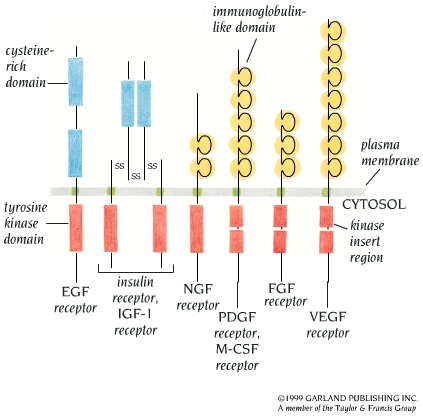 immunoglobulin-
like domain
cysteine-
rich
domain
ss
ss
ss
plasma
membrane
CYTOSOL
tyrosine
kinase
domain
kinase
insert
region
EGF
receptor
insulin
receptor,
IGF-1
receptor
NGF
receptor
PDGF
receptor,
M-CSF
receptor
FGF
receptor
VEGF
receptor
©1999 GARLAND PUBLISHING INC.
A member of the Taylor & Francis Group